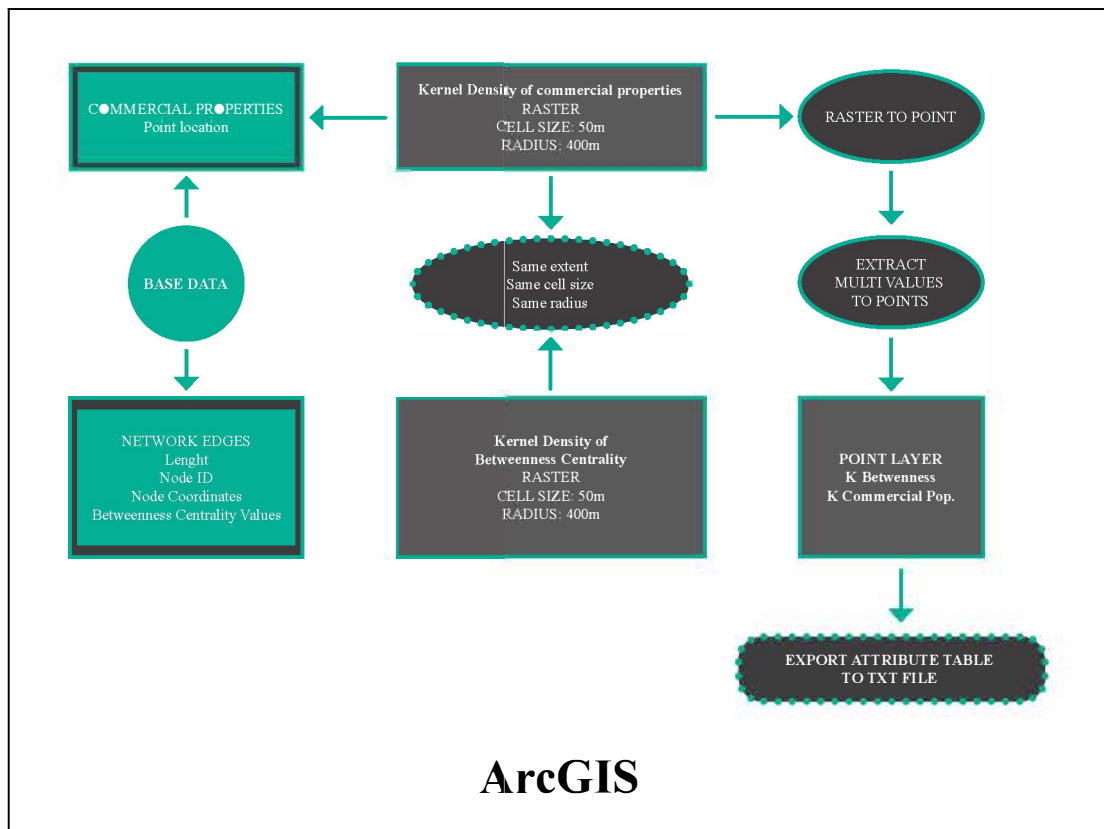 COMMERCIAL PROPERTIES
Point location
Kernel Density of commercial properties
RASTER
CELL SIZE: 50m
RADIUS: 400m
RASTER TO POINT
BASE DATA
Same extent
Same cell size
Same radius
EXTRACT
MULTI VALUES
TO POINTS
NETWORK EDGES
Lenght
Node ID
Node Coordinates
Betweenness Centrality Values
Kernel Density of
Betweenness Centrality
RASTER
CELL SIZE: 50m
RADIUS: 400m
POINT LAYER
K Betwenness
K Commercial Pop.
EXPORT ATTRIBUTE TABLE
TO TXT FILE
ArcGIS